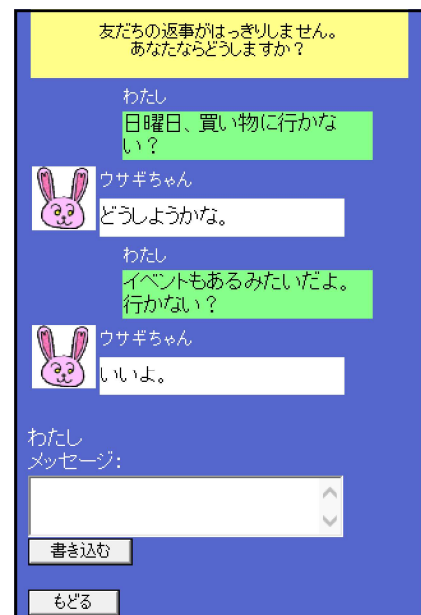 友だちの返事がはっきりしません。
あなたならどうしますか？
わたし
日曜日、買い物に行かな
い？
ウサギちゃん
どうしようかな。
わたし
イベントもあるみたいだよ。
行かない？
ウサギちゃん
いいよ。
わたし
メッセージ：
書き込む
もどる